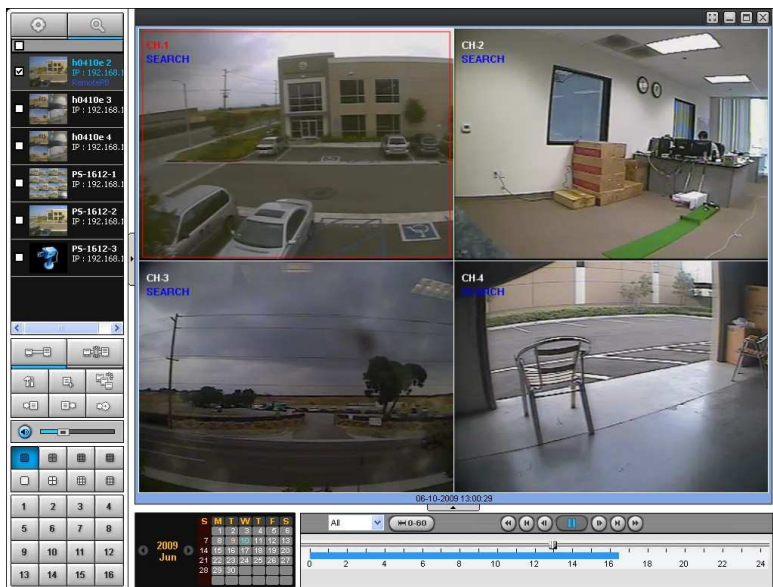 h0410e 2
IP : 192.168.1
RemotePB
h0410e 3
IP : 192.168.1
h0410e 4
IP : 192.168.1
PS-1612-1
IP : 192.168.1
PS-1612-2
IP : 192.168.1
PS-1612-3
IP : 192.168.1
1 2 3 4
5 6 7 8
9 10 11 12
13 14 15 16
CH-1
SEARCH
CH-2
SEARCH
CH-3
SEARCH
CH-4
SEARCH
06-10-2009 13:00:29
2009
Jun
S M T W T F S
1 2 3 4 5 6
7 8 9 10 11 12 13
14 15 16 17 18 19 20
21 22 23 24 25 26 27
28 29 30
All
0-60
0 2 4 6 8 10 12 14 16 18 20 22 24